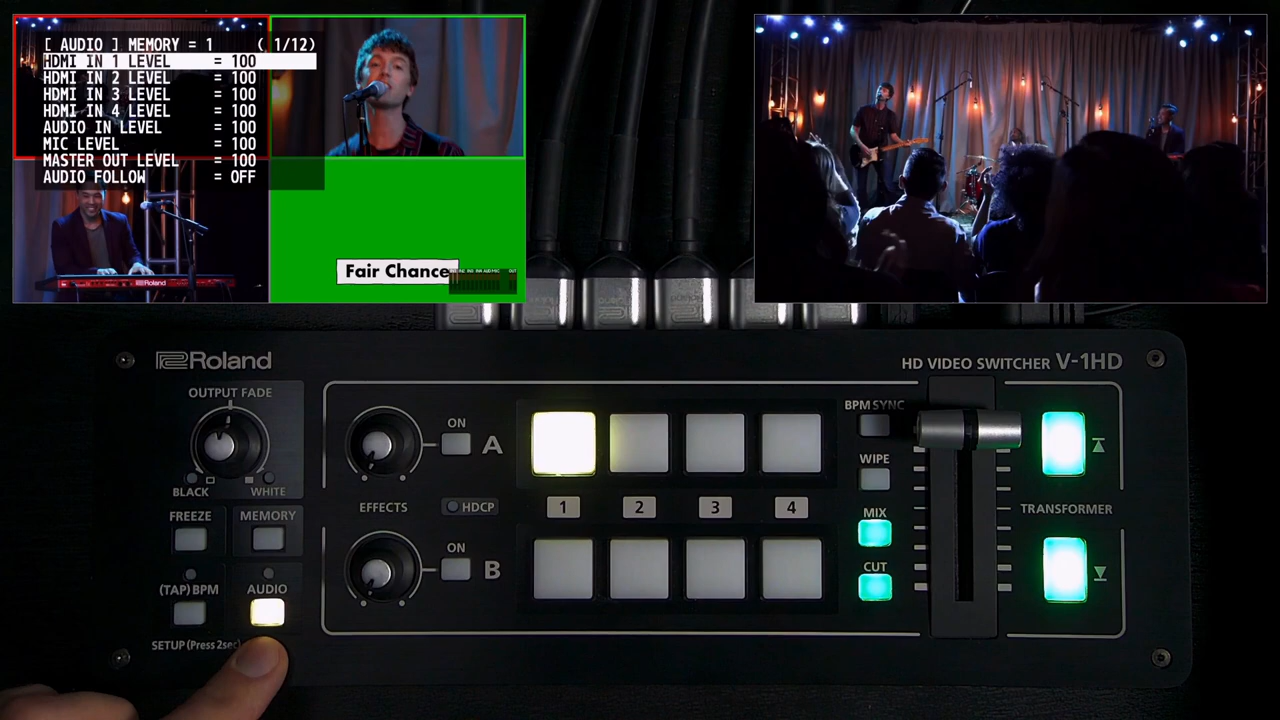 [ AUDIO ] MEMORY = 1 ( 1/12)
HDMI IN 1 LEVEL = 100
HDMI IN 2 LEVEL = 100
HDMI IN 3 LEVEL = 100
HDMI IN 4 LEVEL = 100
AUDIO IN LEVEL = 100
MIC LEVEL = 100
MASTER OUT LEVEL = 100
AUDIO FOLLOW = OFF
Roland
Fair Chance
Roland
HD VIDEO SWITCHER V-1HD
OUTPUT FADE
BLACK
WHITE
FREEZE
MEMORY
(TAP) BPM
AUDIO
SETUP (Press 2sec
EFFECTS
ON
A
HDCP
ON
B
1
2
3
4
BPM SYNC
WIPE
MIX
CUT
TRANSFORMER